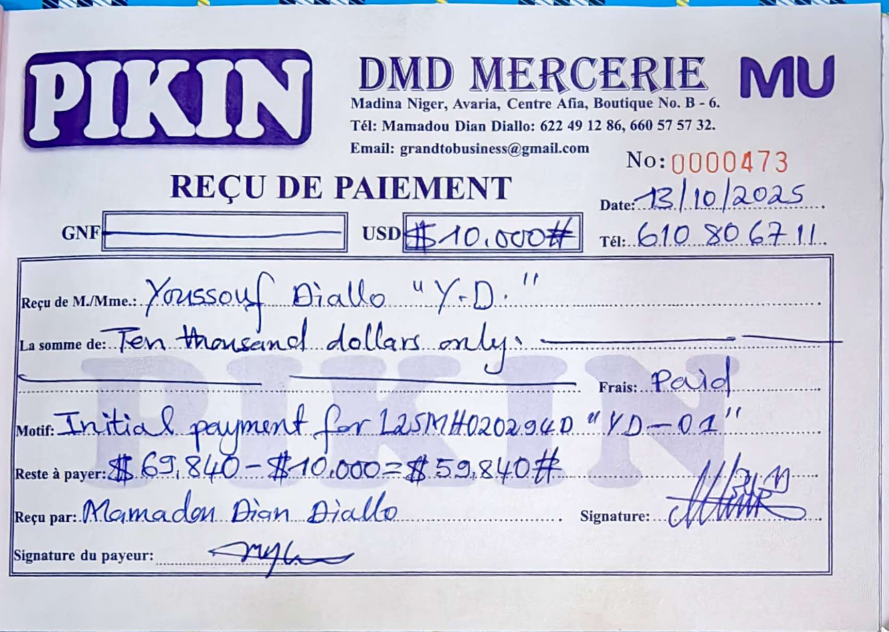 PIKIN
DMD MERCERIE
MU
Madina Niger, Avaria, Centre Afia, Boutique No. B - 6.
Tél: Mamadou Dian Diallo: 622 49 12 86, 660 57 57 32.
Email: grandtobusiness@gmail.com
No: 0000473
REÇU DE PAIEMENT
Date: 13/10/2025
GNF
USD $10.000#
Tél: 610 80 67 11
Reçu de M./Mme.: Youssouf Diallo "Y.D."
La somme de: Ten thousand dollars only.
Frais: Paid
PIKIN
Motif: Initial payment for L25MH020294D "YD-01"
Reste à payer: $69,840-$10.000=$59,840#
Reçu par: Mamadou Dian Diallo
Signature:
Signature du payeur: